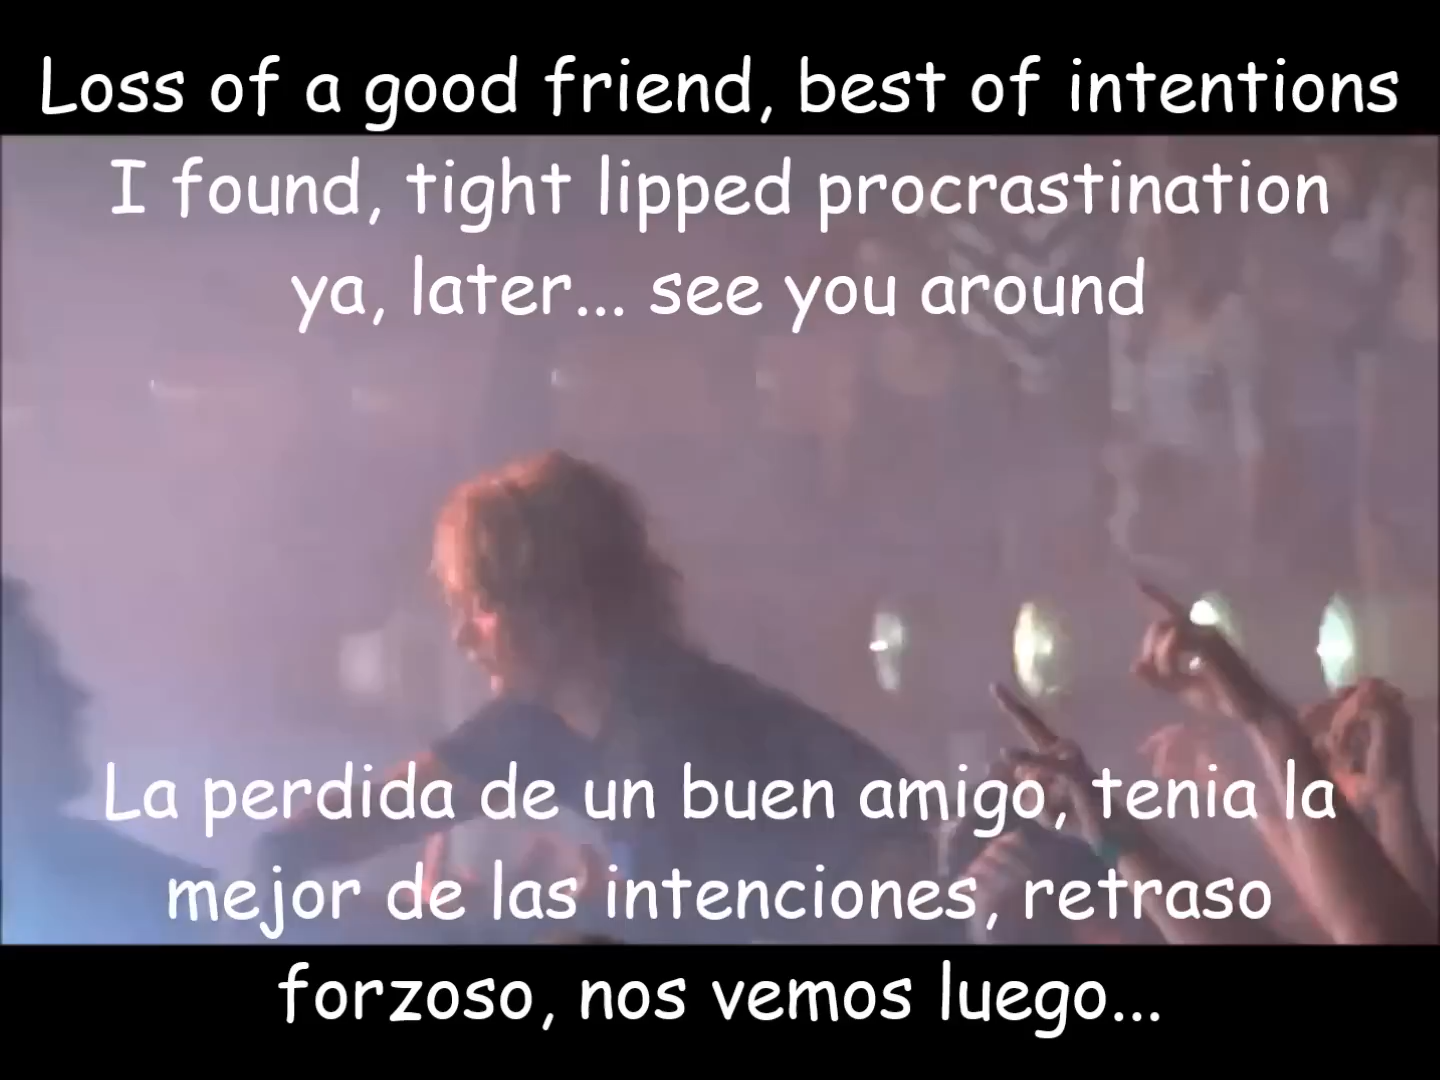 Loss of a good friend, best of intentions
I found, tight lipped procrastination
ya, later... see you around
La perdida de un buen amigo, tenia la
mejor de las intenciones, retraso
forzoso, nos vemos luego...